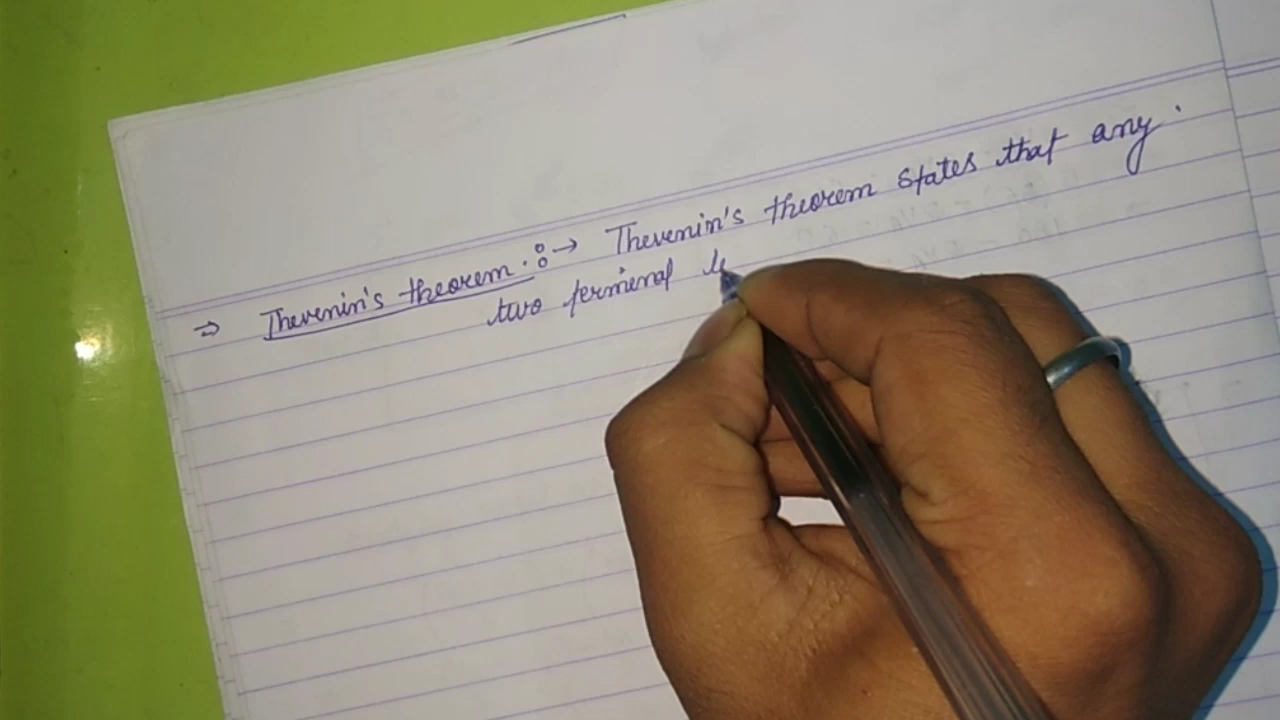 ⇒ Thevenin's theorem :→ Thevenin's theorem states that any
two terminal